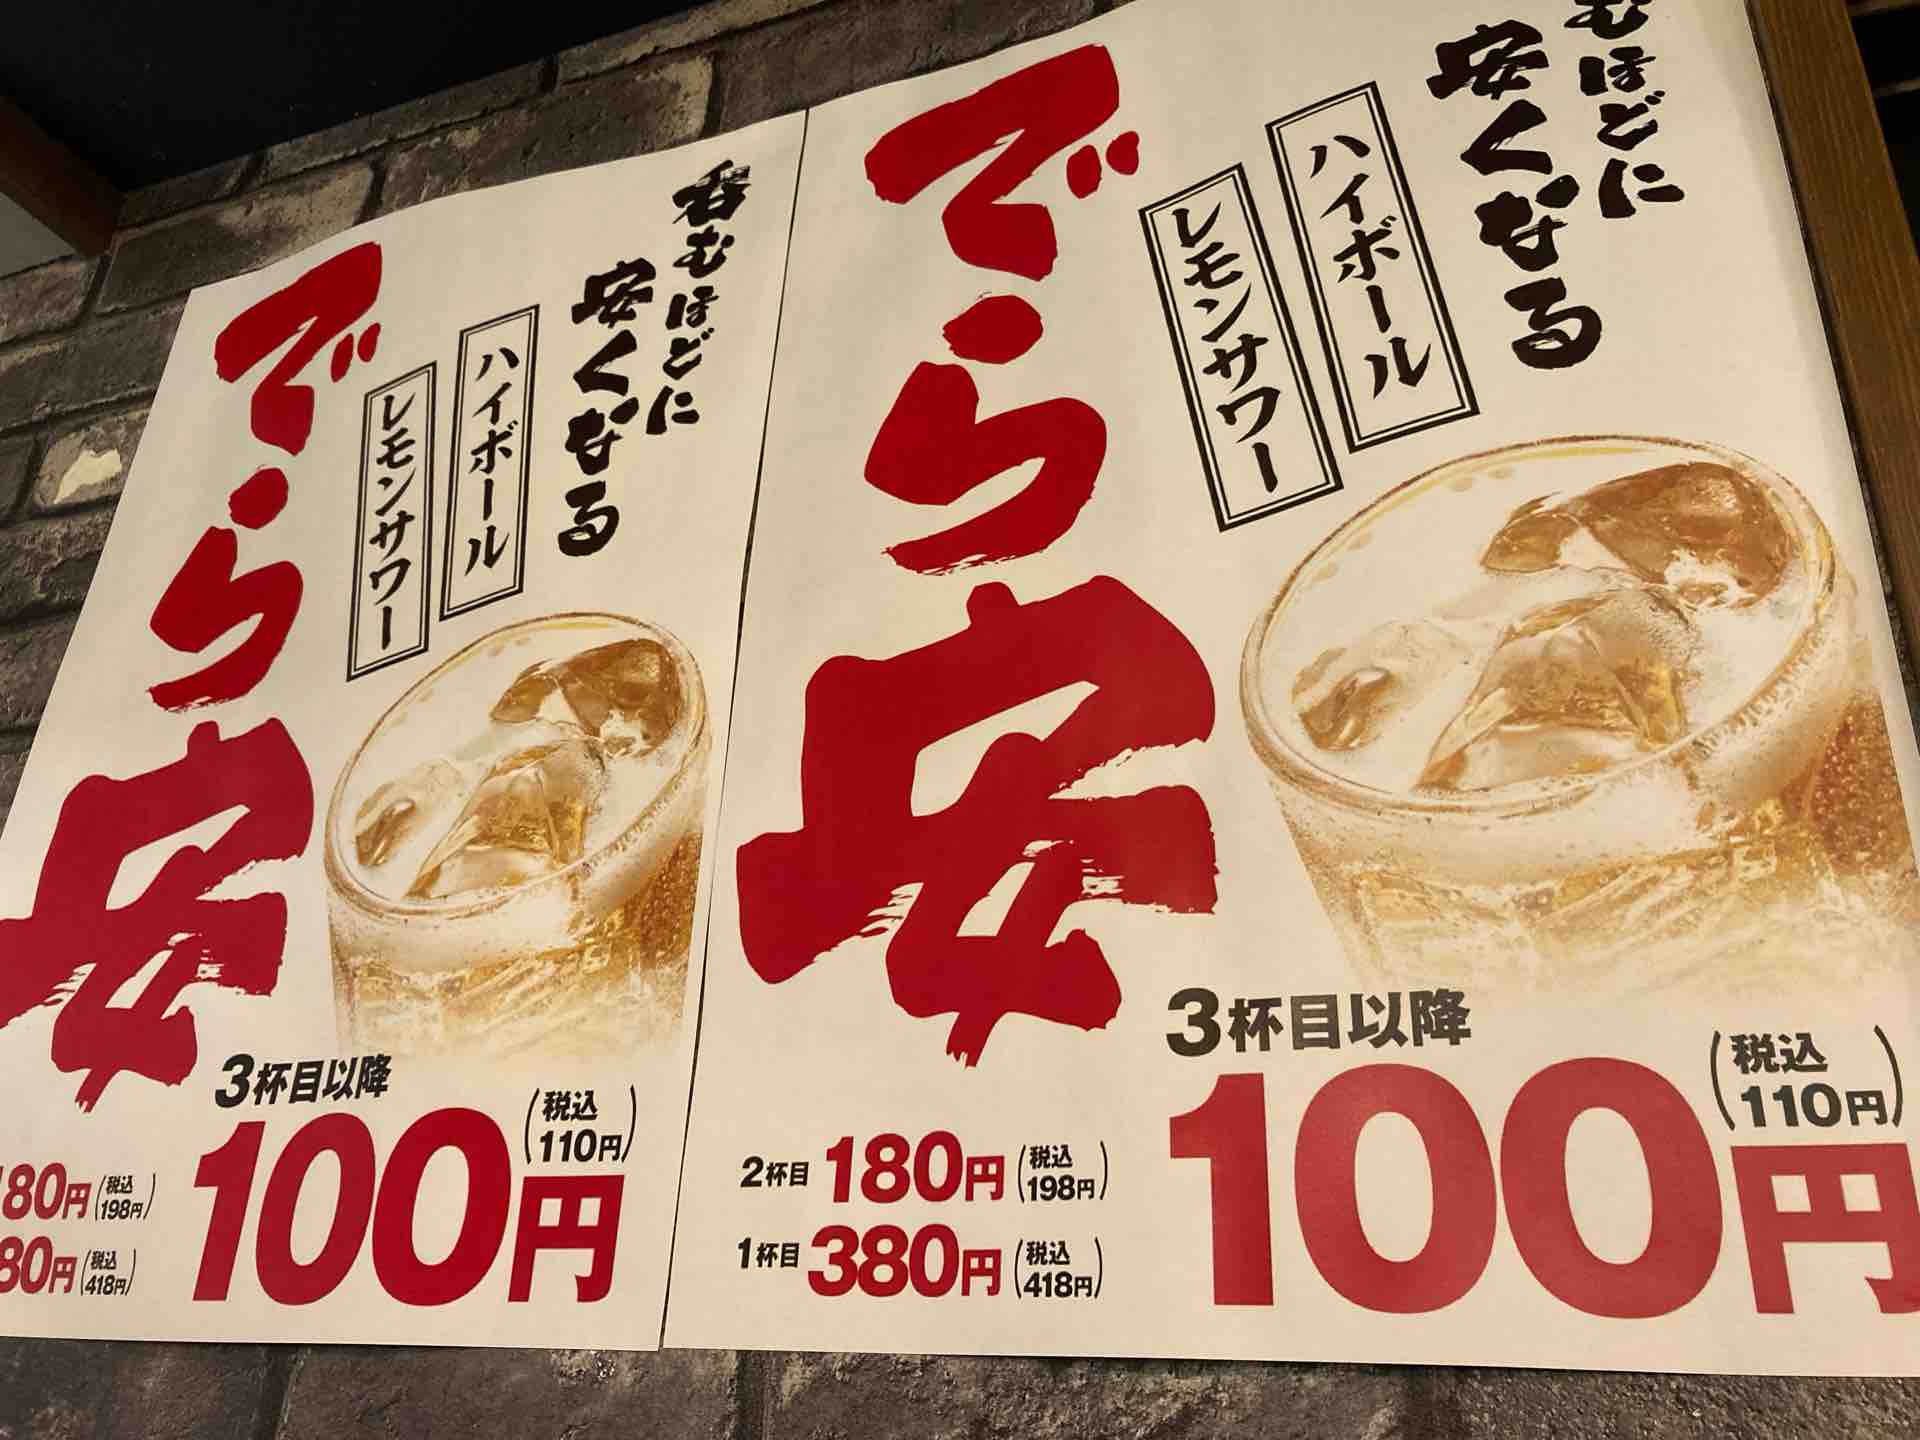 呑むほどに
安くなる
ハイボール
レモンサワー
でら安
3杯目以降
100円
(税込
110円)
80円
(税込
198円)
80円
(税込
418円)
むほどに
安くなる
ハイボール
レモンサワー
でら安
3杯目以降
100円
(税込
110円)
2杯目 180円
(税込
198円)
1杯目 380円
(税込
418円)